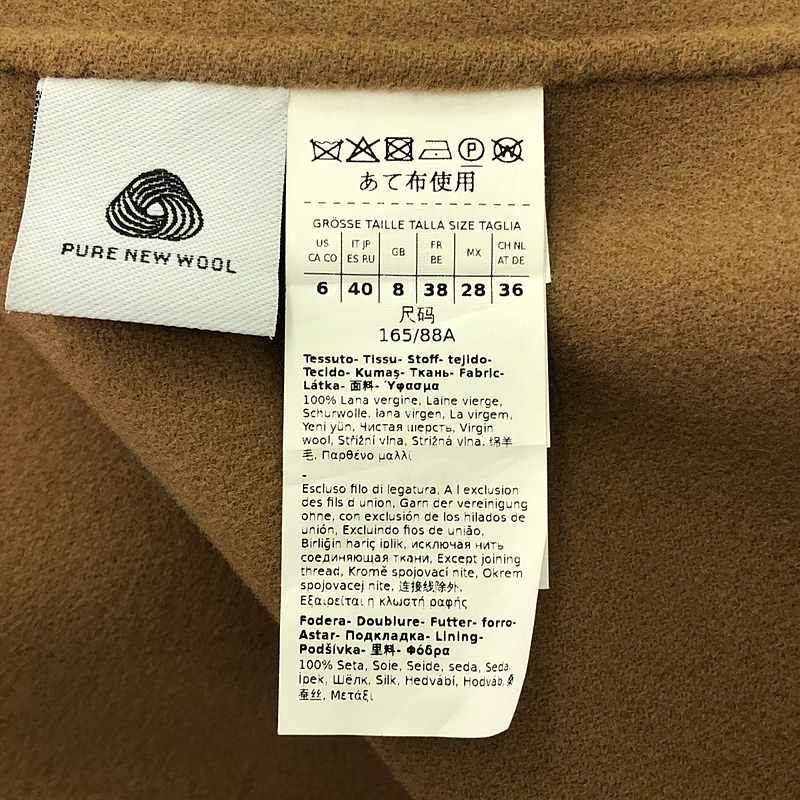 PURE NEW WOOL
P W
あて布使用
GRÖSSE TAILLE TALLA SIZE TAGLIA
US CA CO IT JP ES RU GB FR BE MX CH NL AT DE
6 40 8 38 28 36
尺码
165/88A
Tessuto- Tissu- Stoff- tejido-
Tecido- Kumaş- Ткань- Fabric-
Látka- 面料- Ύφασμα
100% Lana vergine, Laine vierge,
Schurwolle, lana virgen, La virgem,
Yeni yün, Чистая шерсть, Virgin
wool, Střižní vlna, Strižná vlna, 绵羊
毛, Παρθένο μαλλί
-
Escluso filo di legatura, A l exclusion
des fils d union, Garn der vereinigung
ohne, con exclusión de los hilados de
unión, Excluindo fios de união,
Birliğin hariç iplik, исключая нить
соединяющая ткани, Except joining
thread, Kromě spojovací nite, Okrem
spojovacej nite, 连接线除外,
Εξαιρείται η κλωστή ραφής
Fodera- Doublure- Futter- forro-
Astar- Подкладка- Lining-
Podšívka- 里料- Φόδρα
100% Seta, Soie, Seide, seda, Seda,
İpek, Шёлк, Silk, Hedvábí, Hodváb, 桑
蚕丝, Μετάξι